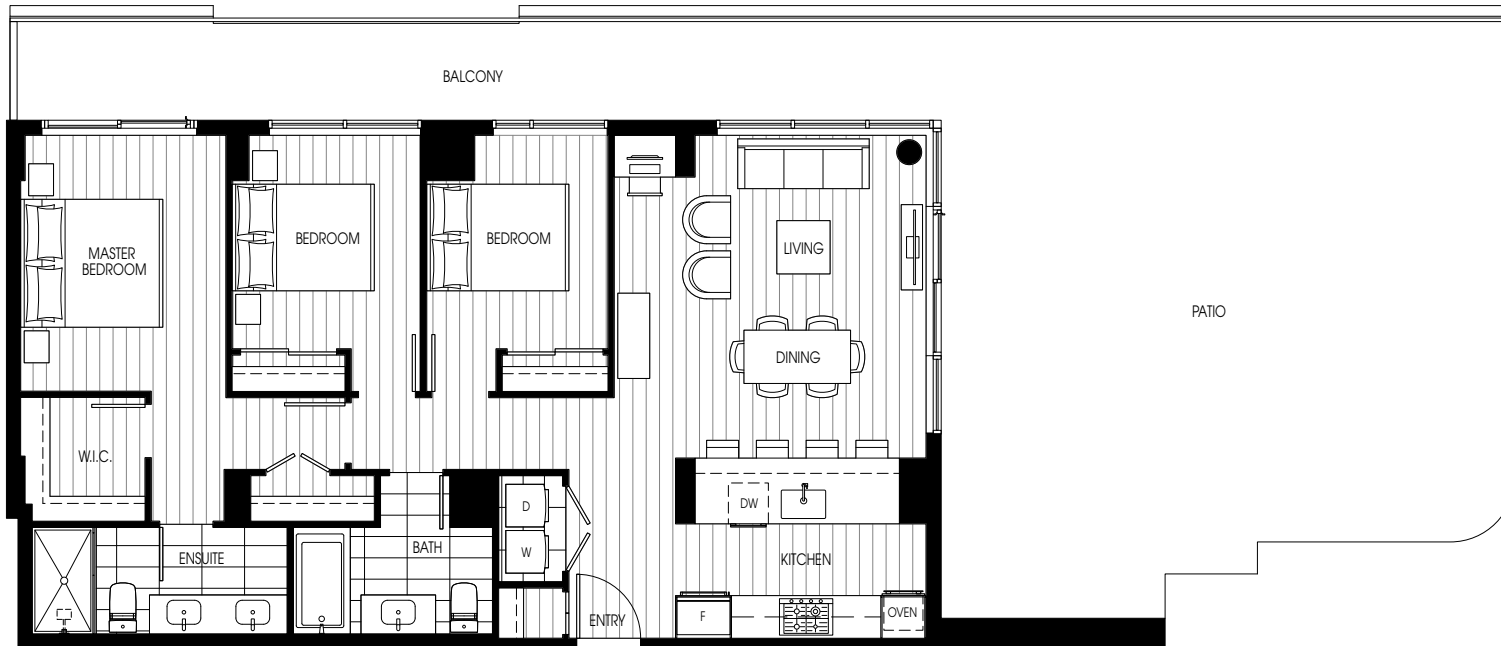 BALCONY
MASTER
BEDROOM
BEDROOM
BEDROOM
LIVING
PATIO
DINING
W.I.C.
D
DW
W
ENSUITE
BATH
KITCHEN
ENTRY
F
OVEN